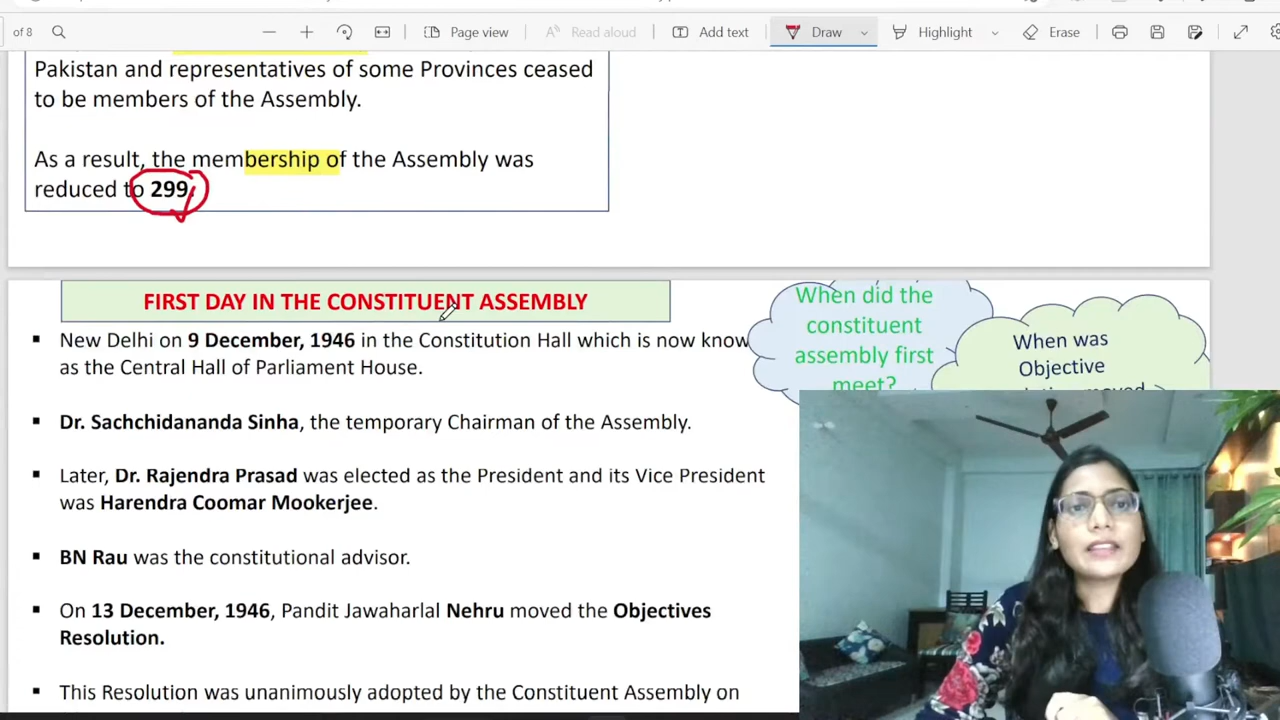 of 8
Page view
Read aloud
Add text
Draw
Highlight
Erase
Pakistan and representatives of some Provinces ceased
to be members of the Assembly.
As a result, the membership of the Assembly was
reduced to 299.
FIRST DAY IN THE CONSTITUENT ASSEMBLY
▪ New Delhi on 9 December, 1946 in the Constitution Hall which is now know
as the Central Hall of Parliament House.
▪ Dr. Sachchidananda Sinha, the temporary Chairman of the Assembly.
▪ Later, Dr. Rajendra Prasad was elected as the President and its Vice President
was Harendra Coomar Mookerjee.
▪ BN Rau was the constitutional advisor.
▪ On 13 December, 1946, Pandit Jawaharlal Nehru moved the Objectives
Resolution.
▪ This Resolution was unanimously adopted by the Constituent Assembly on
When did the
constituent
assembly first
meet?
When was
Objective
moved